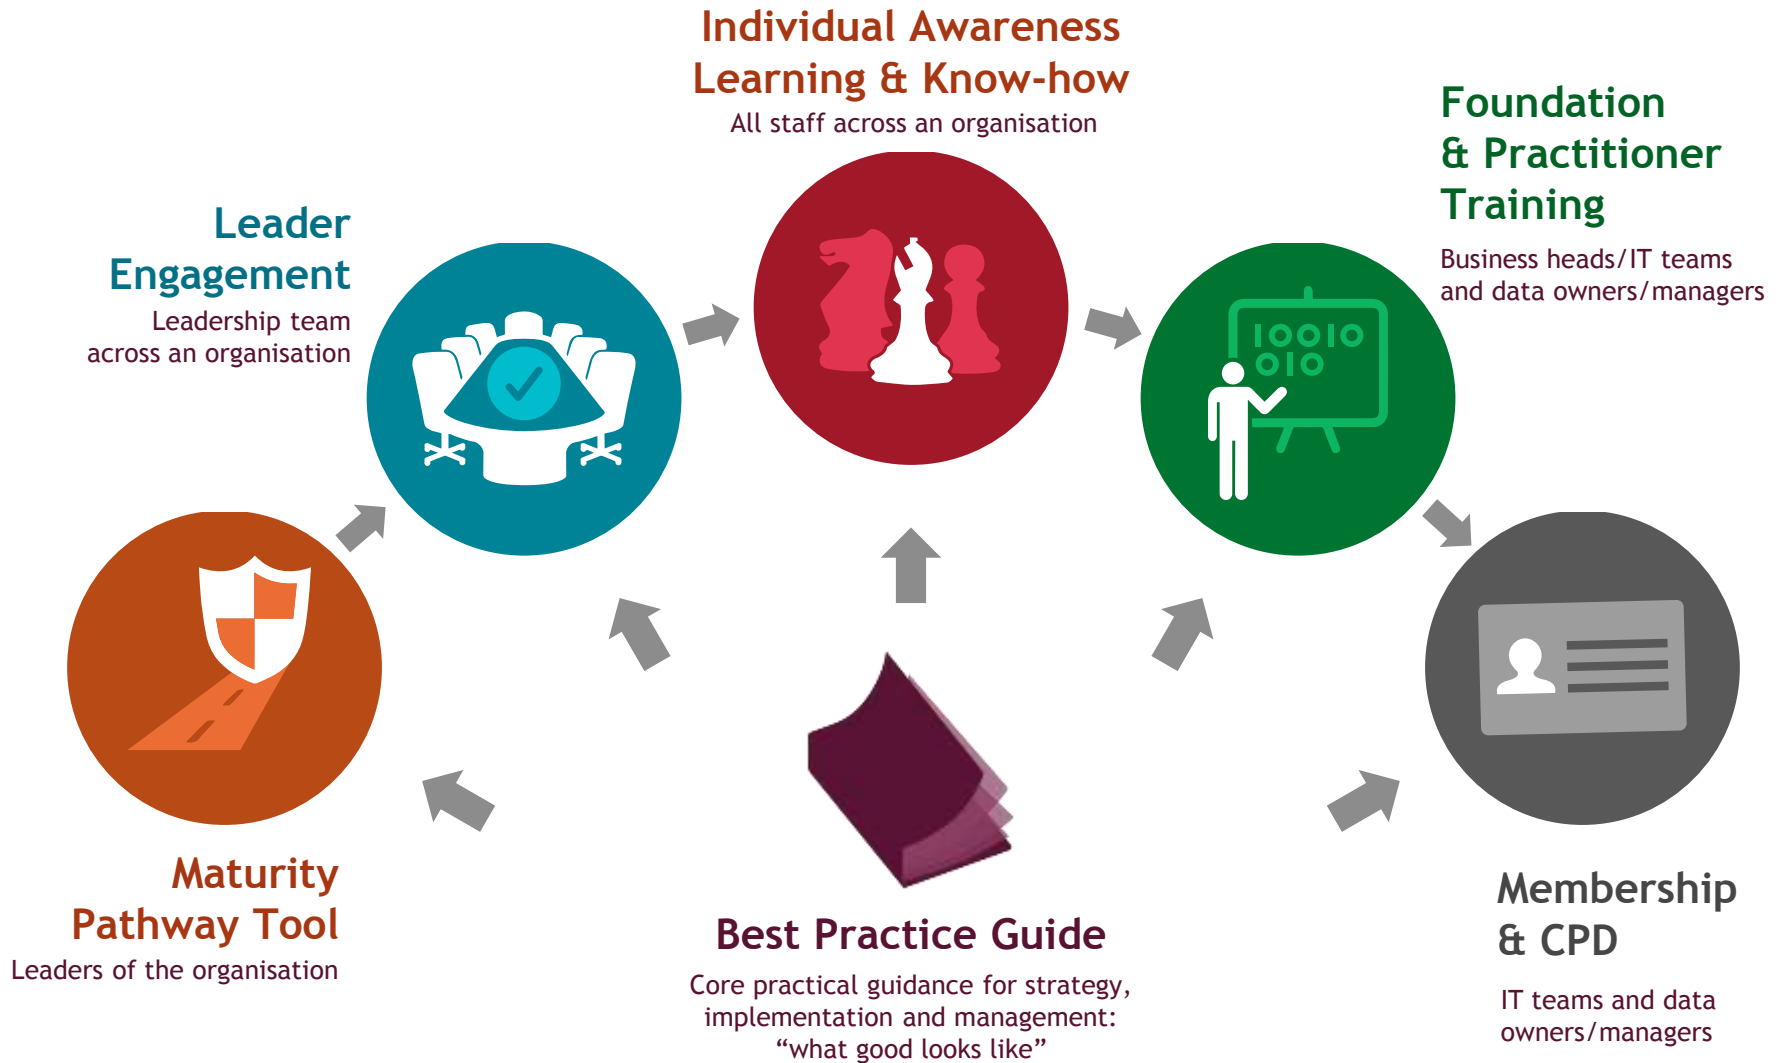 Individual Awareness
Learning & Know-how
All staff across an organisation
Foundation
& Practitioner
Training
Business heads/IT teams
and data owners/managers
Leader
Engagement
Leadership team
across an organisation
10010
010
Maturity
Pathway Tool
Leaders of the organisation
Best Practice Guide
Core practical guidance for strategy,
implementation and management:
“what good looks like”
Membership
& CPD
IT teams and data
owners/managers